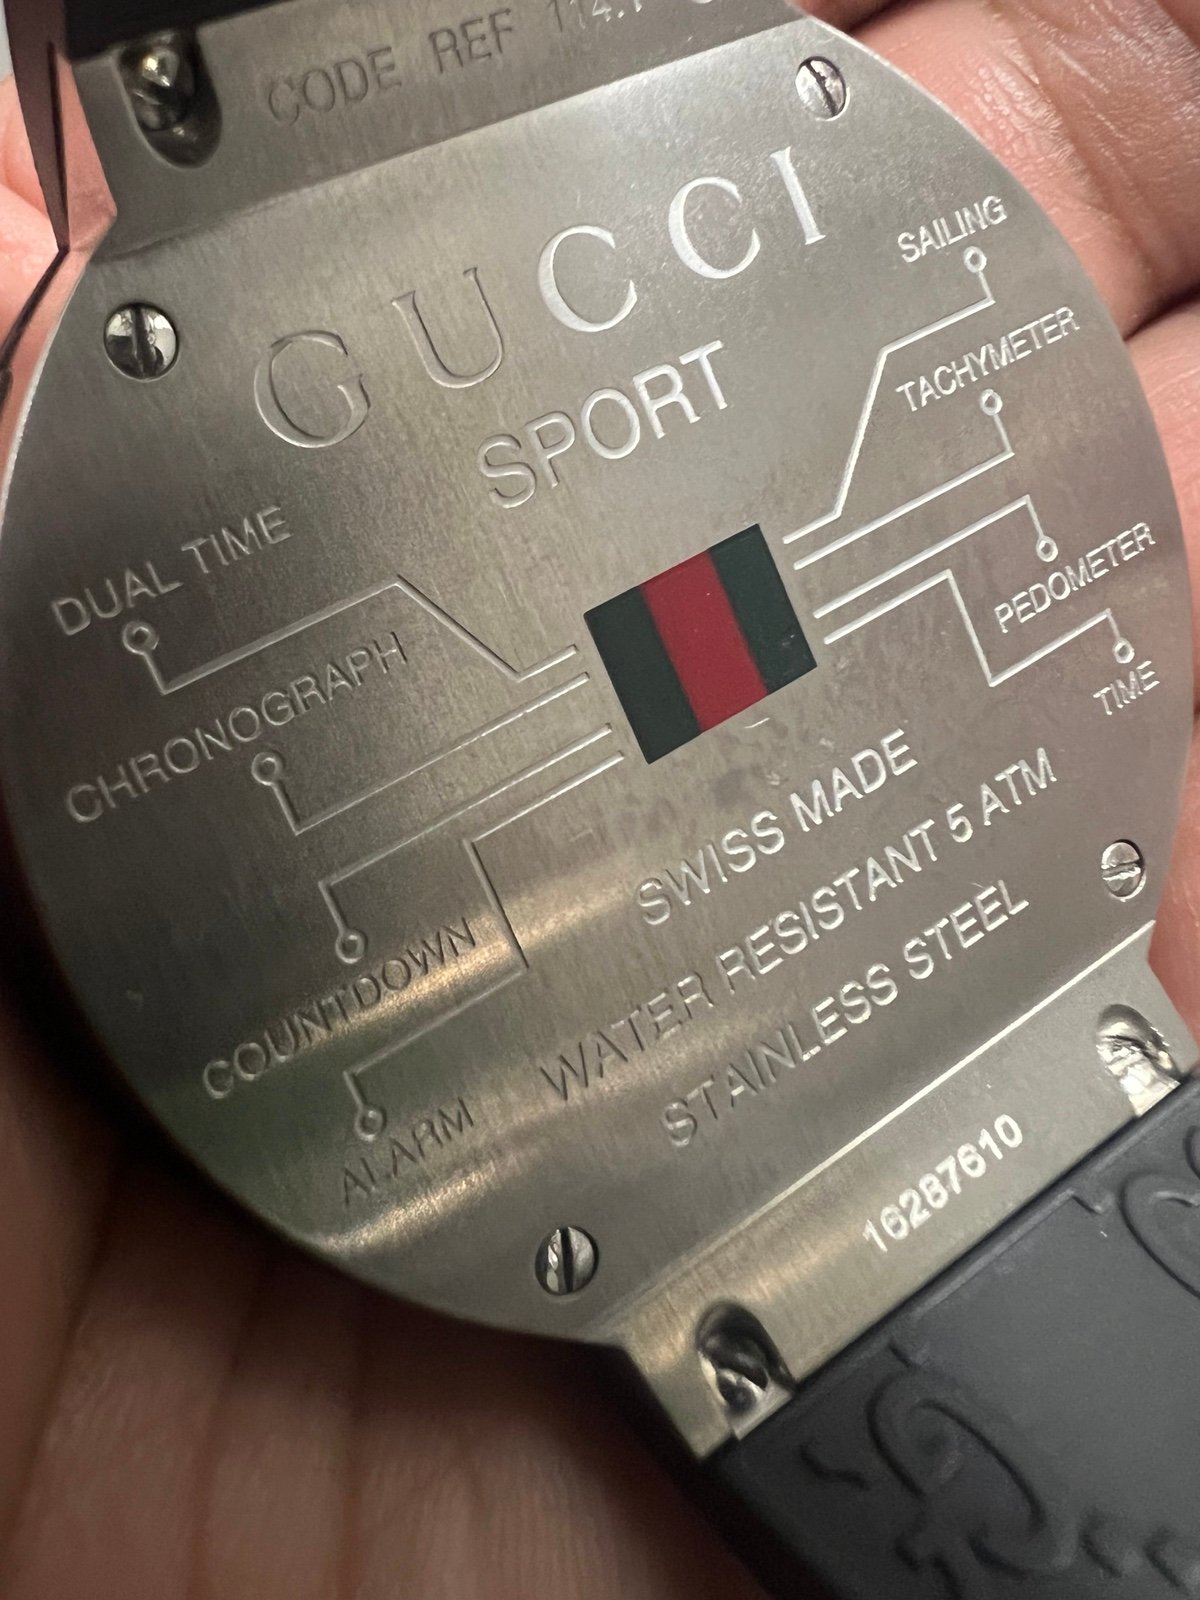 CODE REF 114.
GUCCI
SPORT
SAILING
TACHYMETER
DUAL TIME
PEDOMETER
CHRONOGRAPH
TIME
COUNTDOWN
ALARM
SWISS MADE
WATER RESISTANT 5 ATM
STAINLESS STEEL
16287610